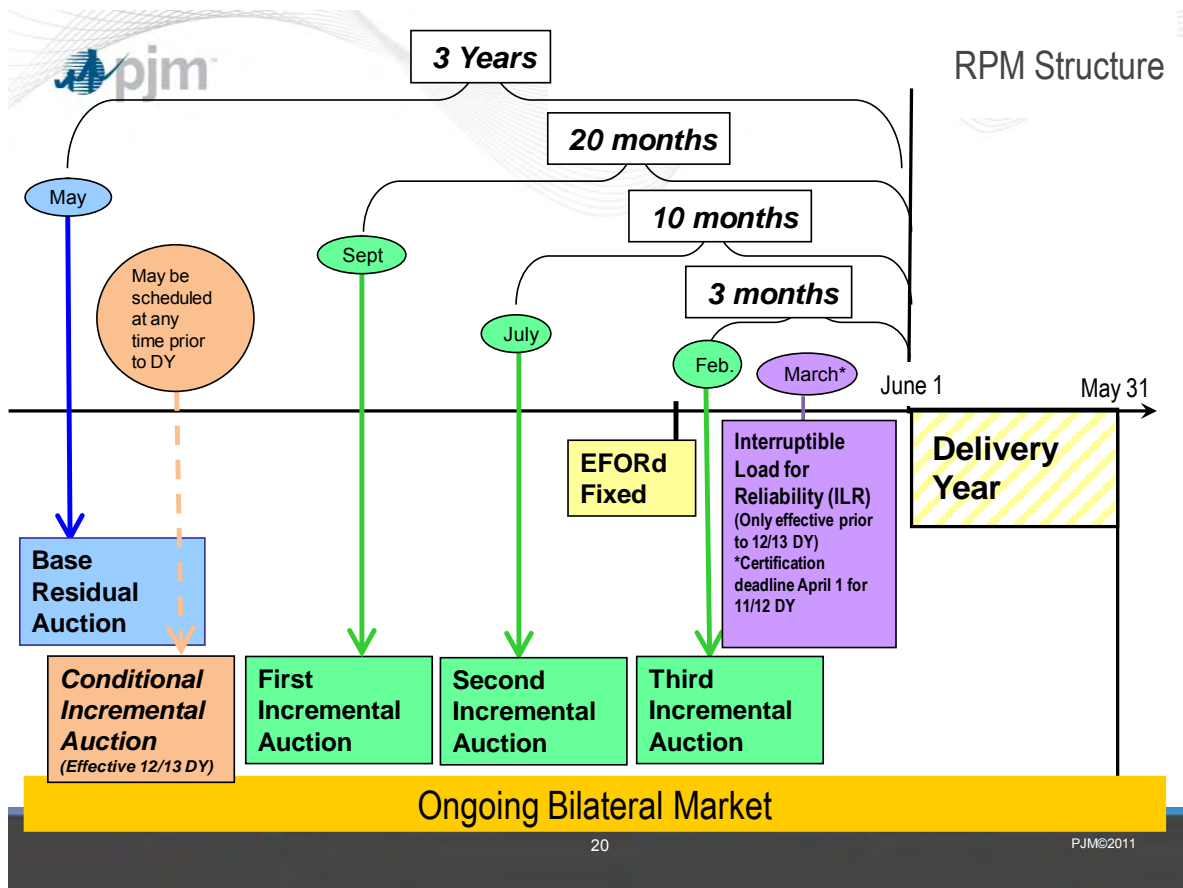 pjm
RPM Structure
3 Years
20 months
10 months
3 months
May
Sept
July
Feb.
March*
May be
scheduled
at any
time prior
to DY
June 1
May 31
EFORd
Fixed
Interruptible
Load for
Reliability (ILR)
(Only effective prior
to 12/13 DY)
*Certification
deadline April 1 for
11/12 DY
Delivery
Year
Base
Residual
Auction
Conditional
Incremental
Auction
(Effective 12/13 DY)
First
Incremental
Auction
Second
Incremental
Auction
Third
Incremental
Auction
Ongoing Bilateral Market
20
PJM©2011